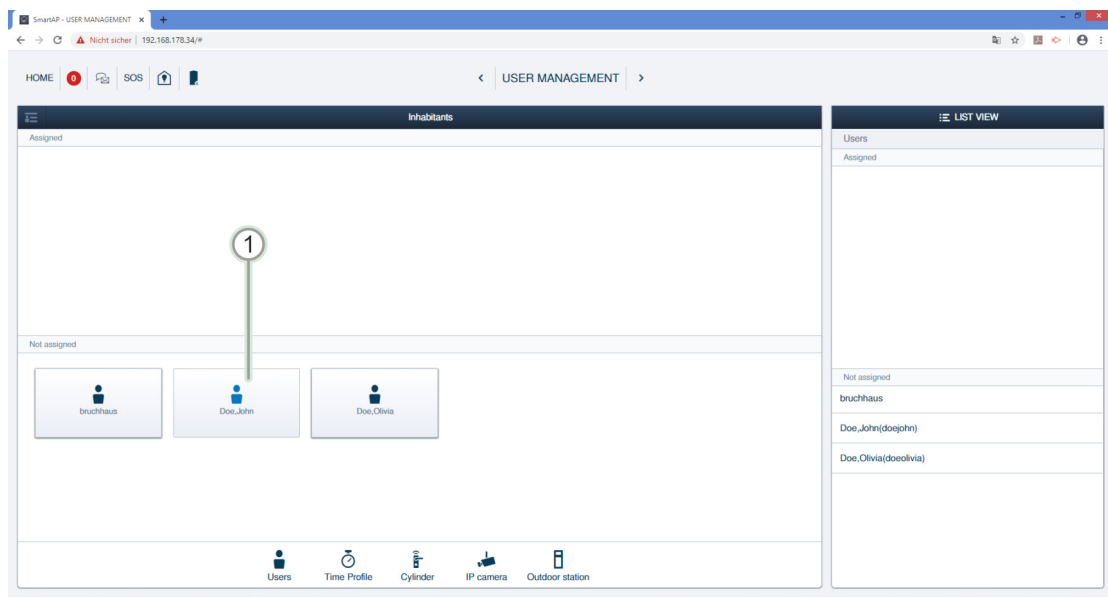 SmartAP - USER MANAGEMENT
Nicht sicher | 192.168.178.34/#
HOME 0 SOS
USER MANAGEMENT
Inhabitants
LIST VIEW
Assigned
Users
Assigned
1
Not assigned
bruchhaus
Doe,John
Doe,Olivia
Not assigned
bruchhaus
Doe,John(doejohn)
Doe,Olivia(doeolivia)
Users
Time Profile
Cylinder
IP camera
Outdoor station